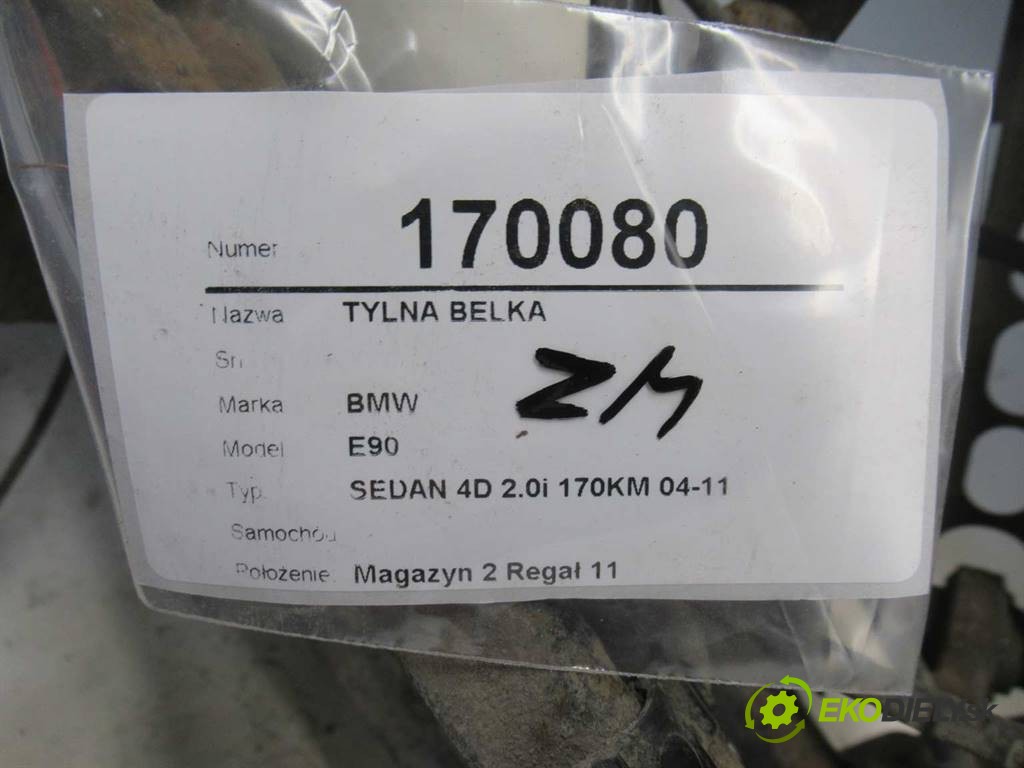 Numer 170080
Nazwa TYLNA BELKA
Sn
Marka BMW
Model E90
Typ SEDAN 4D 2.0i 170KM 04-11
Samochód
Położenie Magazyn 2 Regał 11